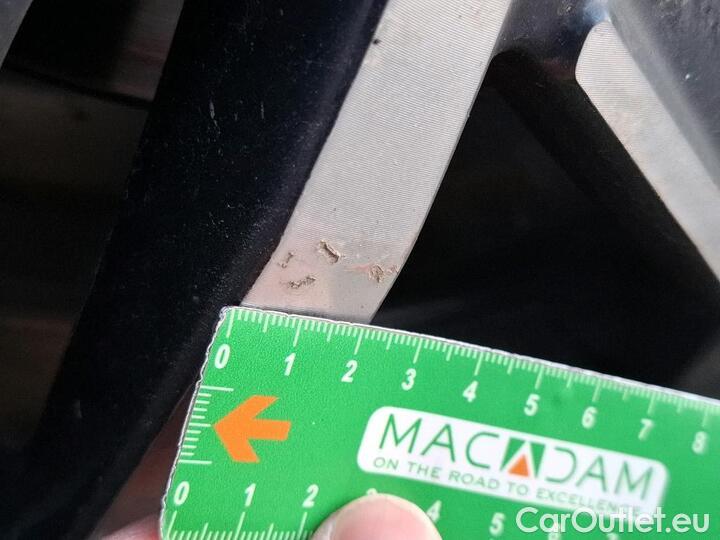 0 1 2 3 4 5 6 7 8
MACADAM
ON THE ROAD TO EXCELLENCE
0 1 2 3 4 5 6
CarOutlet.eu